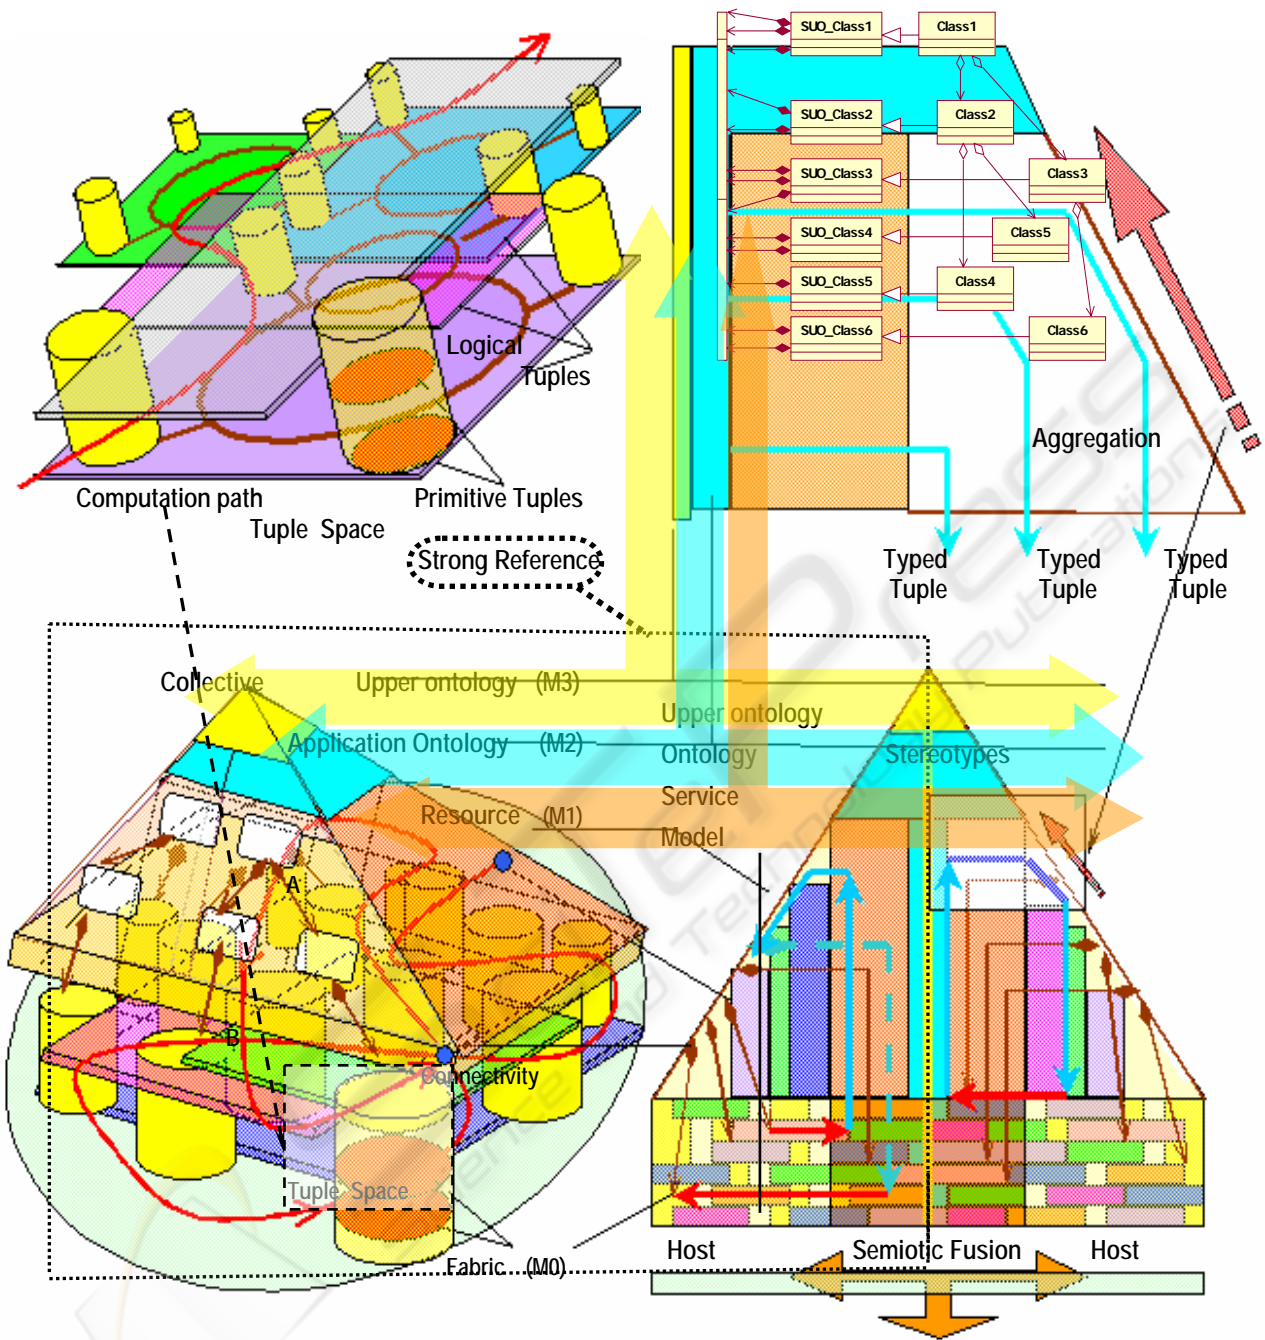 SUO_Class1
Class1
SUO_Class2
Class2
SUO_Class3
Class3
SUO_Class4
Class5
SUO_Class5
Class4
SUO_Class6
Class6
Logical
Tuples
Aggregation
Computation path
Primitive Tuples
Tuple Space
Strong Reference
Typed
Tuple
Typed
Tuple
Typed
Tuple
Collective
Upper ontology (M3)
Upper ontology
Application Ontology (M2)
Ontology
Stereotypes
Service
Resource (M1)
Model
A
B
Connectivity
Tuple Space
Fabric (M0)
Host
Semiotic Fusion
Host